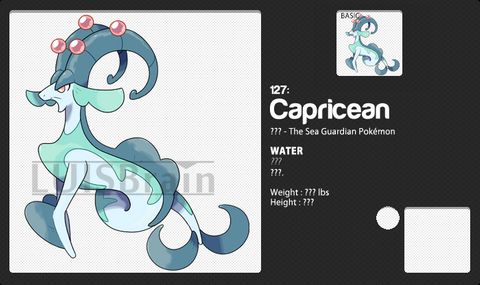 BASIC
127:
Capricean
??? - The Sea Guardian Pokémon
WATER
???
???.
Weight : ??? lbs
Height : ???
LUISBrain